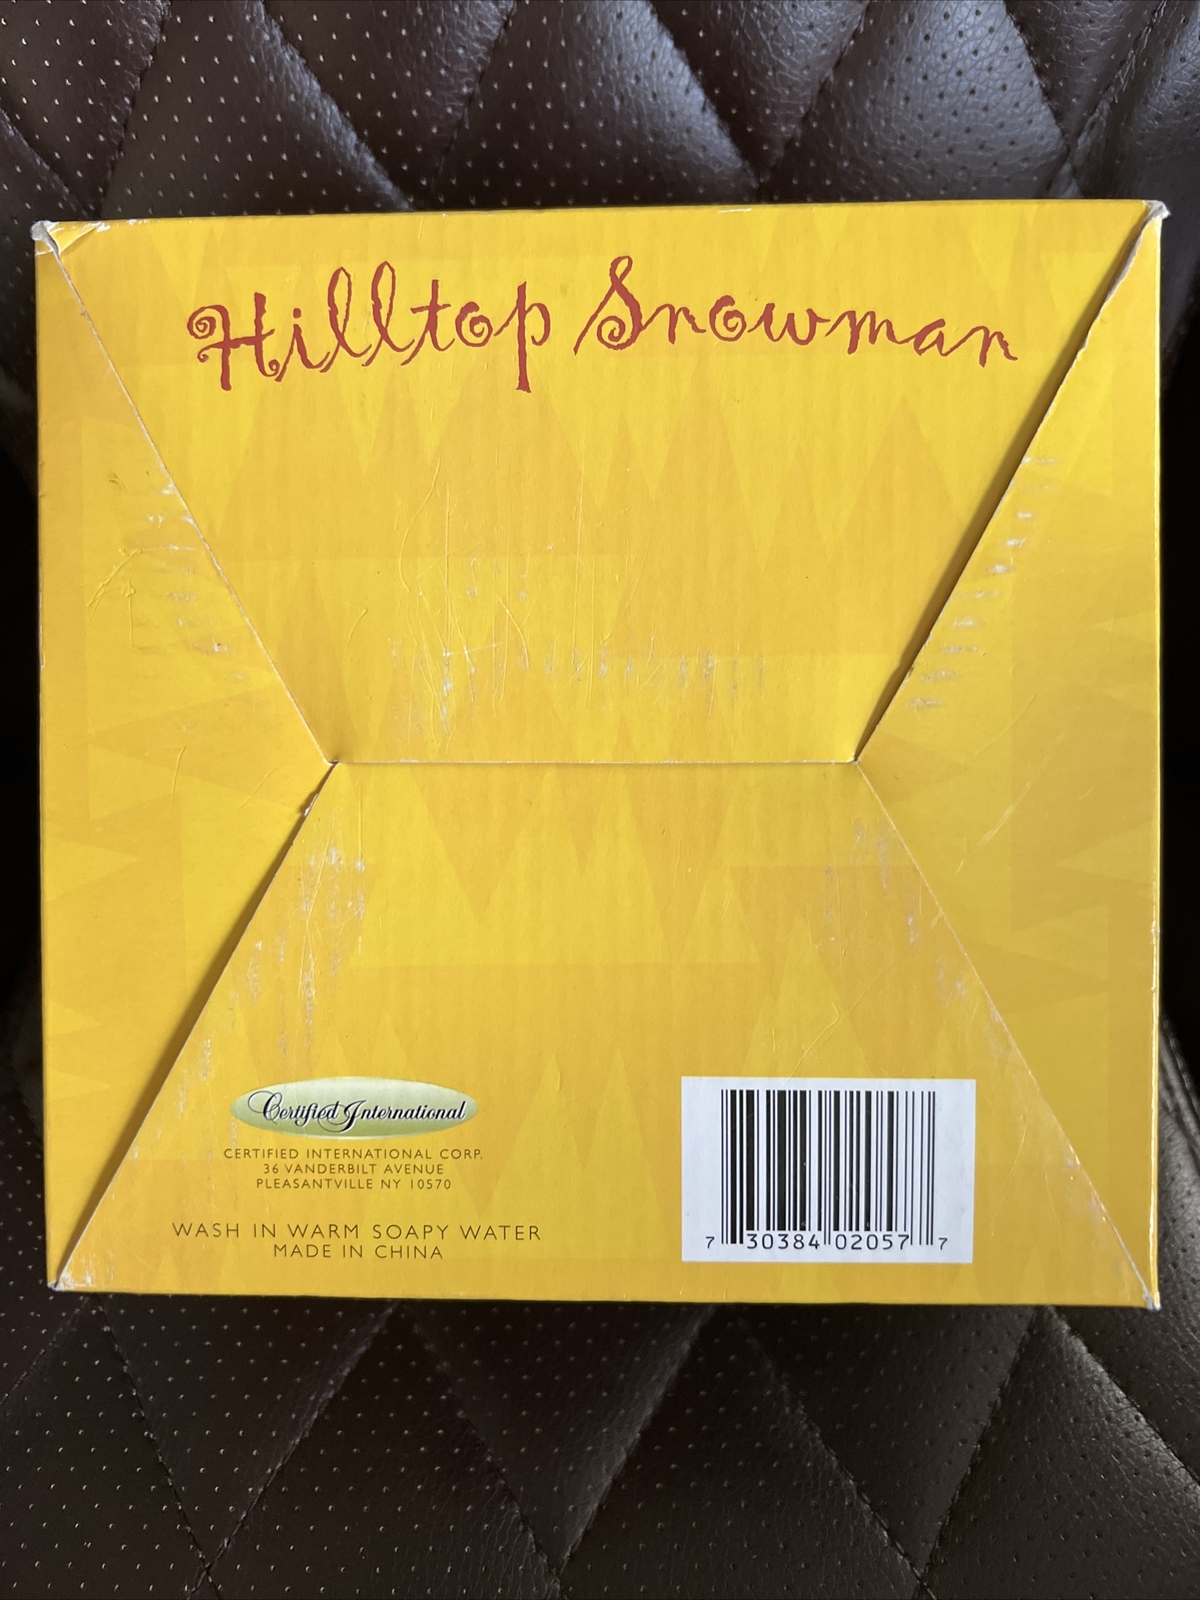 Hilltop Snowman
Certified International
CERTIFIED INTERNATIONAL CORP.
36 VANDERBILT AVENUE
PLEASANTVILLE NY 10570
WASH IN WARM SOAPY WATER
MADE IN CHINA
7 30384 02057 7